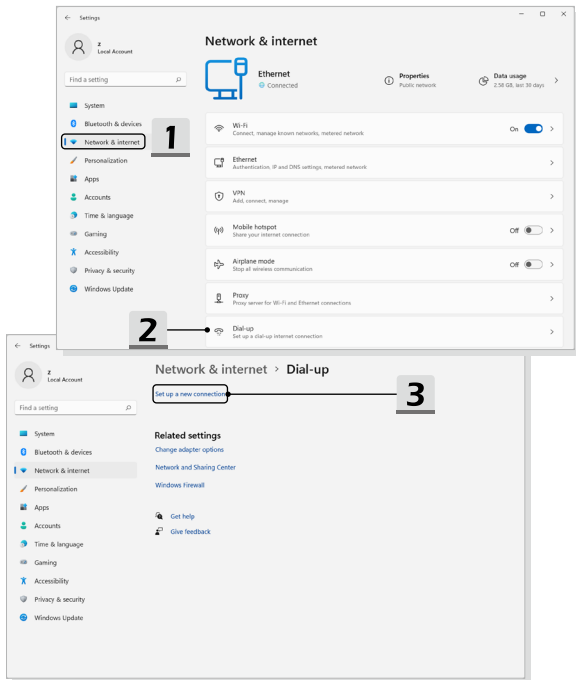 Settings
z
Local Account
Find a setting
System
Bluetooth & devices
Network & internet
Personalization
Apps
Accounts
Time & language
Gaming
Accessibility
Privacy & security
Windows Update
1
2
Network & internet
Ethernet
Connected
Properties
Public network
Data usage
2.58 GB, last 30 days
Wi-Fi
Connect, manage known networks, metered network
On
Ethernet
Authentication, IP and DNS settings, metered network
VPN
Add, connect, manage
Mobile hotspot
Share your internet connection
Off
Airplane mode
Stop all wireless communication
Off
Proxy
Proxy server for Wi-Fi and Ethernet connections
Dial-up
Set up a dial-up internet connection
Settings
z
Local Account
Find a setting
System
Bluetooth & devices
Network & internet
Personalization
Apps
Accounts
Time & language
Gaming
Accessibility
Privacy & security
Windows Update
Network & internet > Dial-up
Set up a new connection
3
Related settings
Change adapter options
Network and Sharing Center
Windows Firewall
Get help
Give feedback